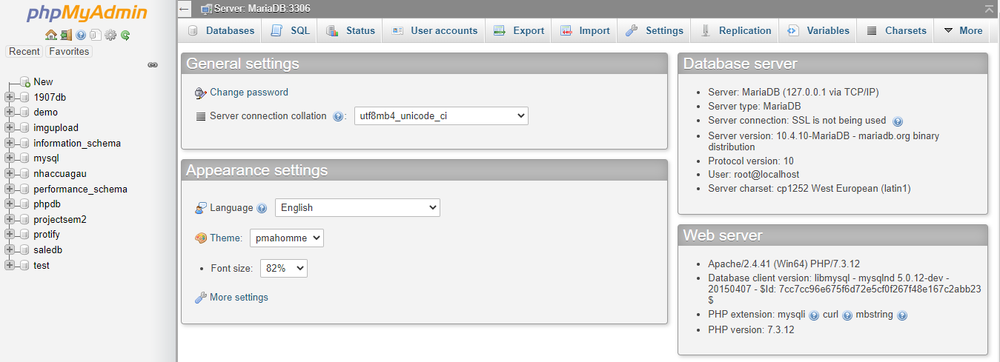 phpMyAdmin
Recent Favorites
New
1907db
demo
imgupload
information_schema
mysql
nhaccuagau
performance_schema
phpdb
projectsem2
protify
saledb
test
Server: MariaDB:3306
Databases SQL Status User accounts Export Import Settings Replication Variables Charsets More
General settings
Change password
Server connection collation : utf8mb4_unicode_ci
Appearance settings
Language English
Theme: pmahomme
Font size: 82%
More settings
Database server
Server: MariaDB (127.0.0.1 via TCP/IP)
Server type: MariaDB
Server connection: SSL is not being used
Server version: 10.4.10-MariaDB - mariadb.org binary
distribution
Protocol version: 10
User: root@localhost
Server charset: cp1252 West European (latin1)
Web server
Apache/2.4.41 (Win64) PHP/7.3.12
Database client version: libmysql - mysqlnd 5.0.12-dev -
20150407 - $Id: 7cc7cc96e675f6d72e5cf0f267f48e167c2abb23
$
PHP extension: mysqli curl mbstring
PHP version: 7.3.12